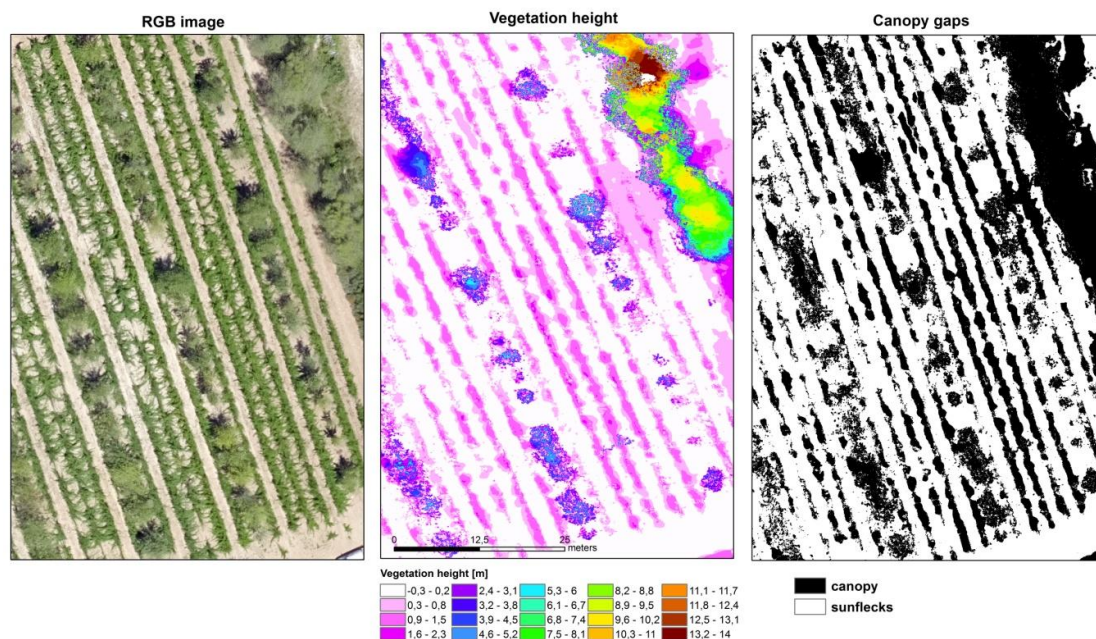 RGB image
Vegetation height
Canopy gaps
0 12,5 25
meters
Vegetation height [m]
-0,3 - 0,2 2,4 - 3,1 5,3 - 6 8,2 - 8,8 11,1 - 11,7
0,3 - 0,8 3,2 - 3,8 6,1 - 6,7 8,9 - 9,5 11,8 - 12,4
0,9 - 1,5 3,9 - 4,5 6,8 - 7,4 9,6 - 10,2 12,5 - 13,1
1,6 - 2,3 4,6 - 5,2 7,5 - 8,1 10,3 - 11 13,2 - 14
canopy
sunflecks